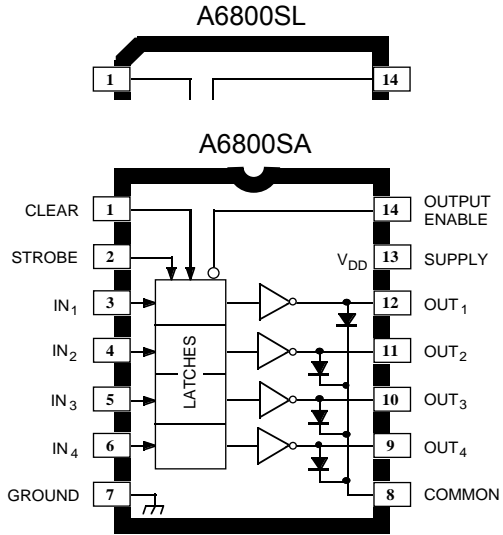 A6800SL
1 14
A6800SA
CLEAR 1 14 OUTPUT ENABLE
STROBE 2 V_DD 13 SUPPLY
IN_1 3 12 OUT_1
IN_2 4 11 OUT_2
LATCHES
IN_3 5 10 OUT_3
IN_4 6 9 OUT_4
GROUND 7 8 COMMON